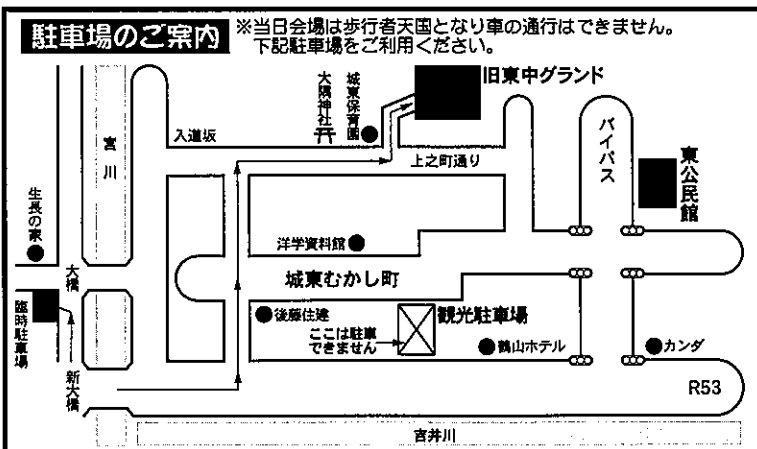 駐車場のご案内
※当日会場は歩行者天国となり車の通行はできません。
下記駐車場をご利用ください。
旧東中グランド
城東保育園
大隅神社
宮川
入道坂
上之町通り
バイパス
東公民館
生長の家
洋学資料館
大橋
城東むかし町
臨時駐車場
後藤住建
観光駐車場
ここは駐車
できません
鶴山ホテル
カンダ
新大橋
R53
吉井川